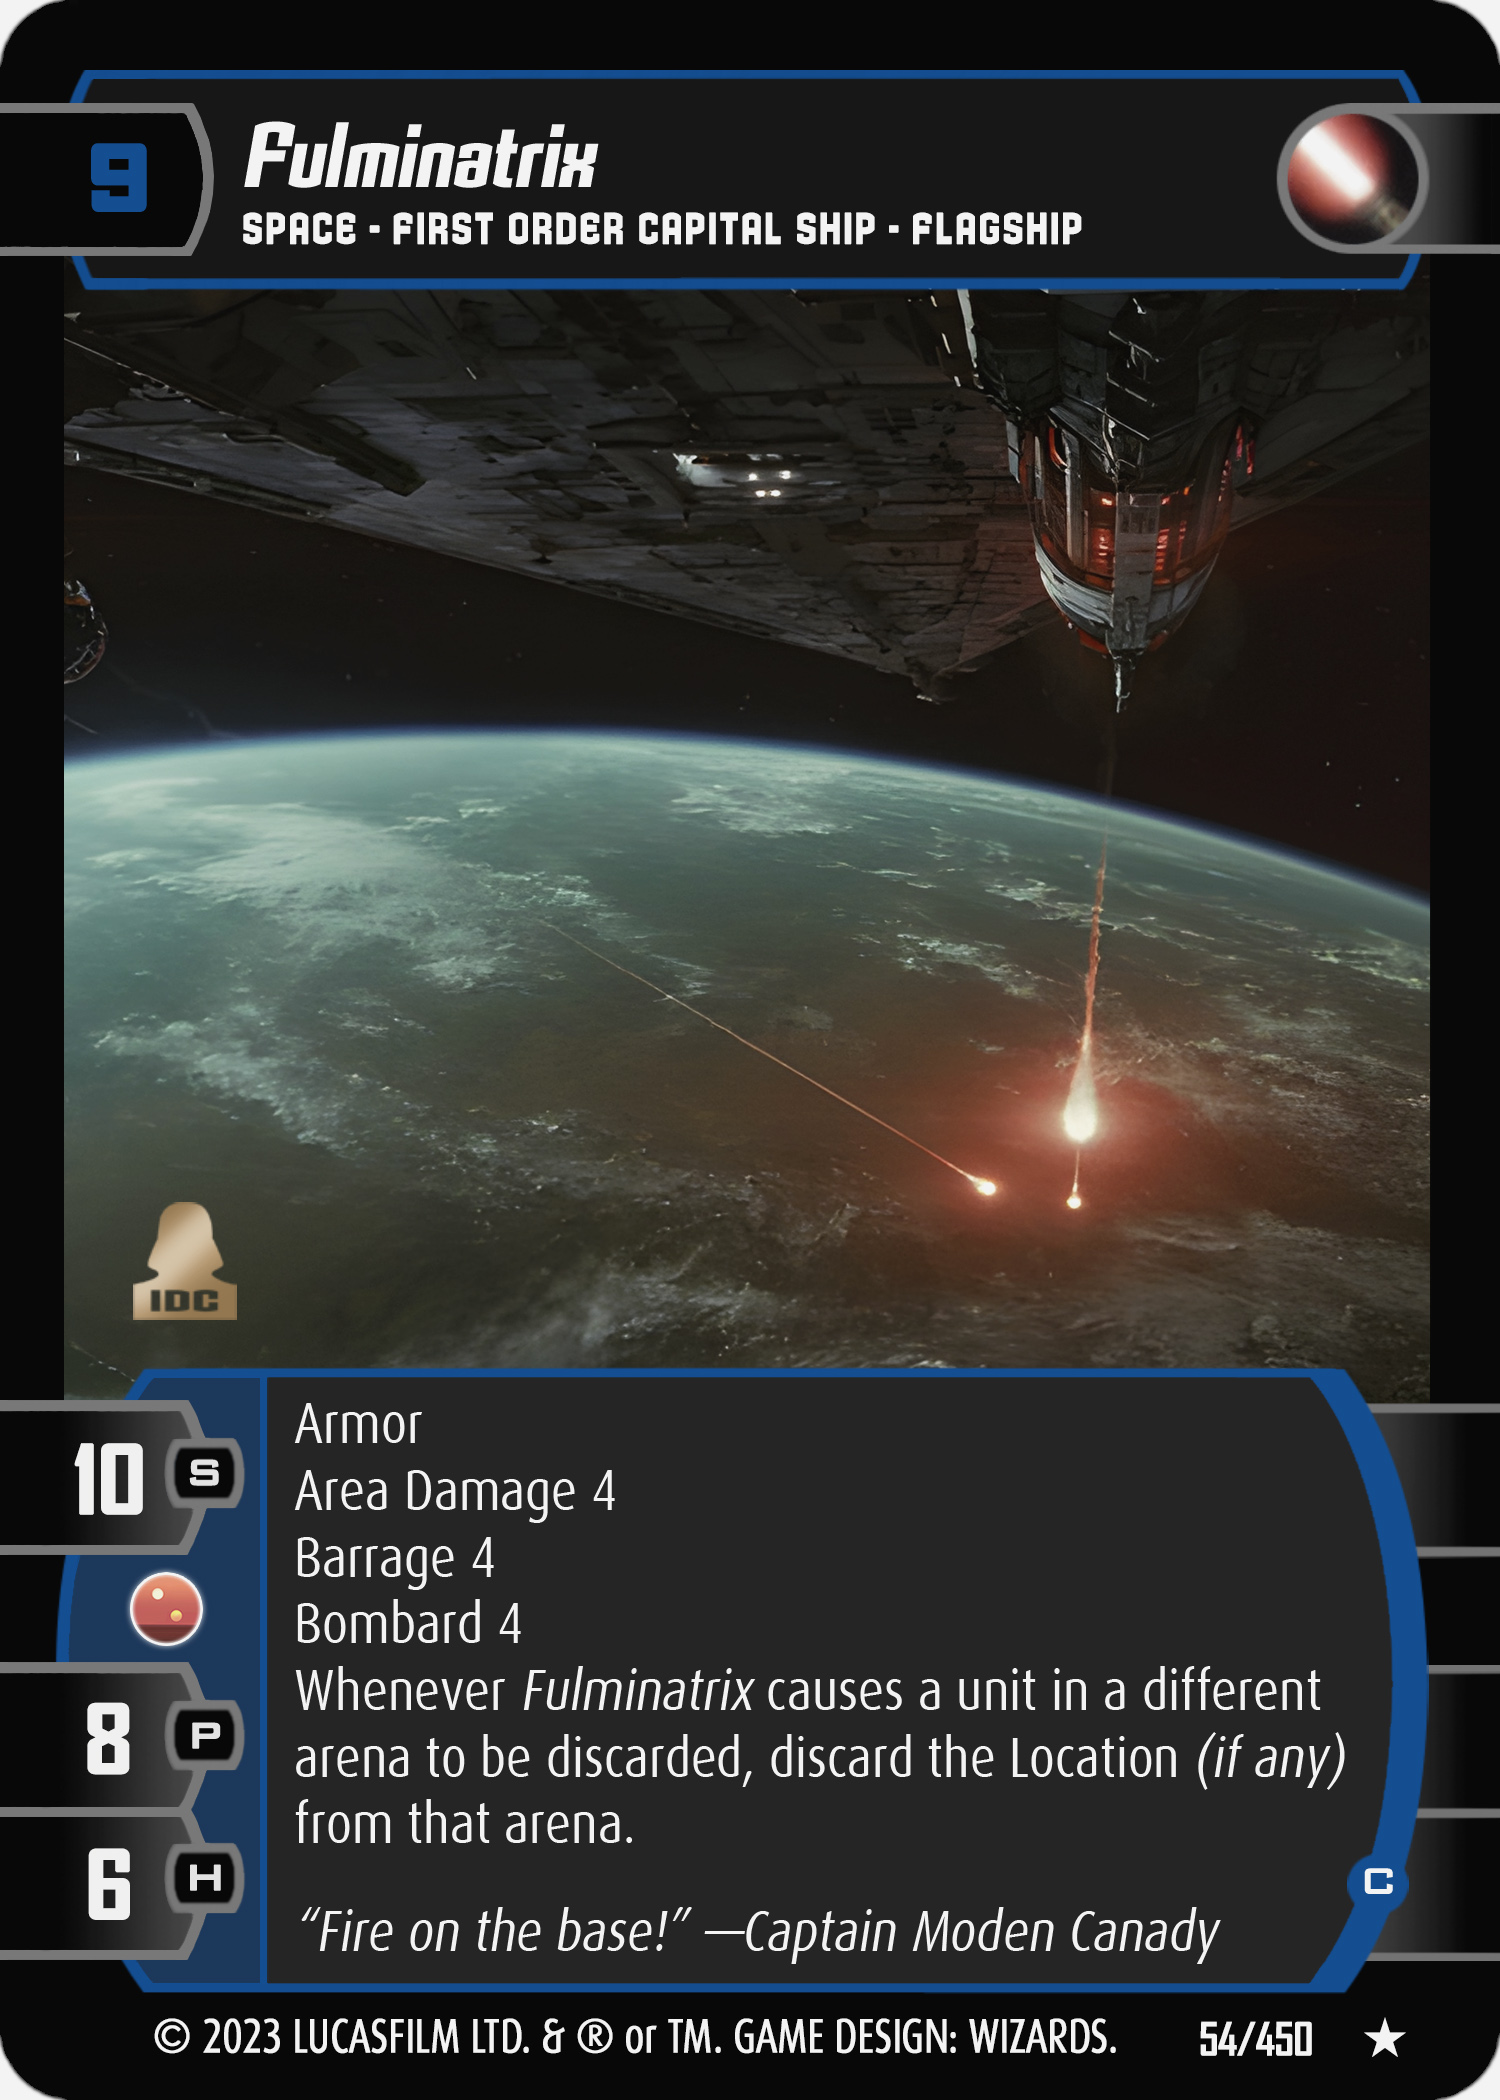 9
Fulminatrix
SPACE - FIRST ORDER CAPITAL SHIP - FLAGSHIP
IDC
10 S
8 P
6 H
Armor
Area Damage 4
Barrage 4
Bombard 4
Whenever Fulminatrix causes a unit in a different
arena to be discarded, discard the Location (if any)
from that arena.
“Fire on the base!” —Captain Moden Canady
C
© 2023 LUCASFILM LTD. & ® or TM. GAME DESIGN: WIZARDS. 54/450 ★